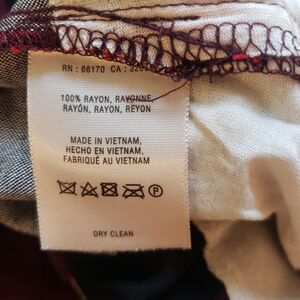 RN : 66170 CA :
100% RAYON, RAYONNE,
RAYÓN, RAYON, REYON
MADE IN VIETNAM,
HECHO EN VIETNAM,
FABRIQUÉ AU VIETNAM
P
DRY CLEAN